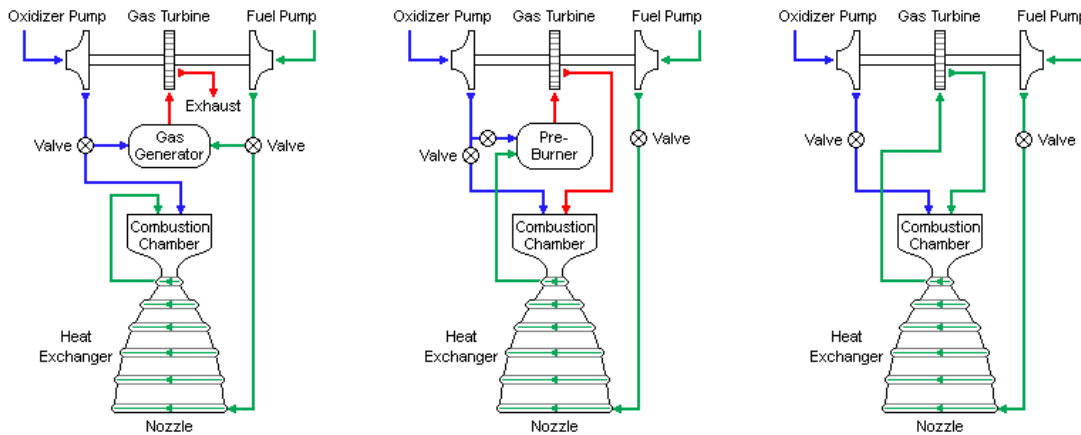 Oxidizer Pump Gas Turbine Fuel Pump
Exhaust
Valve
Gas
Generator
Valve
Combustion
Chamber
Heat
Exchanger
Nozzle
Oxidizer Pump Gas Turbine Fuel Pump
Valve
Pre-
Burner
Valve
Combustion
Chamber
Heat
Exchanger
Nozzle
Oxidizer Pump Gas Turbine Fuel Pump
Valve
Valve
Combustion
Chamber
Heat
Exchanger
Nozzle